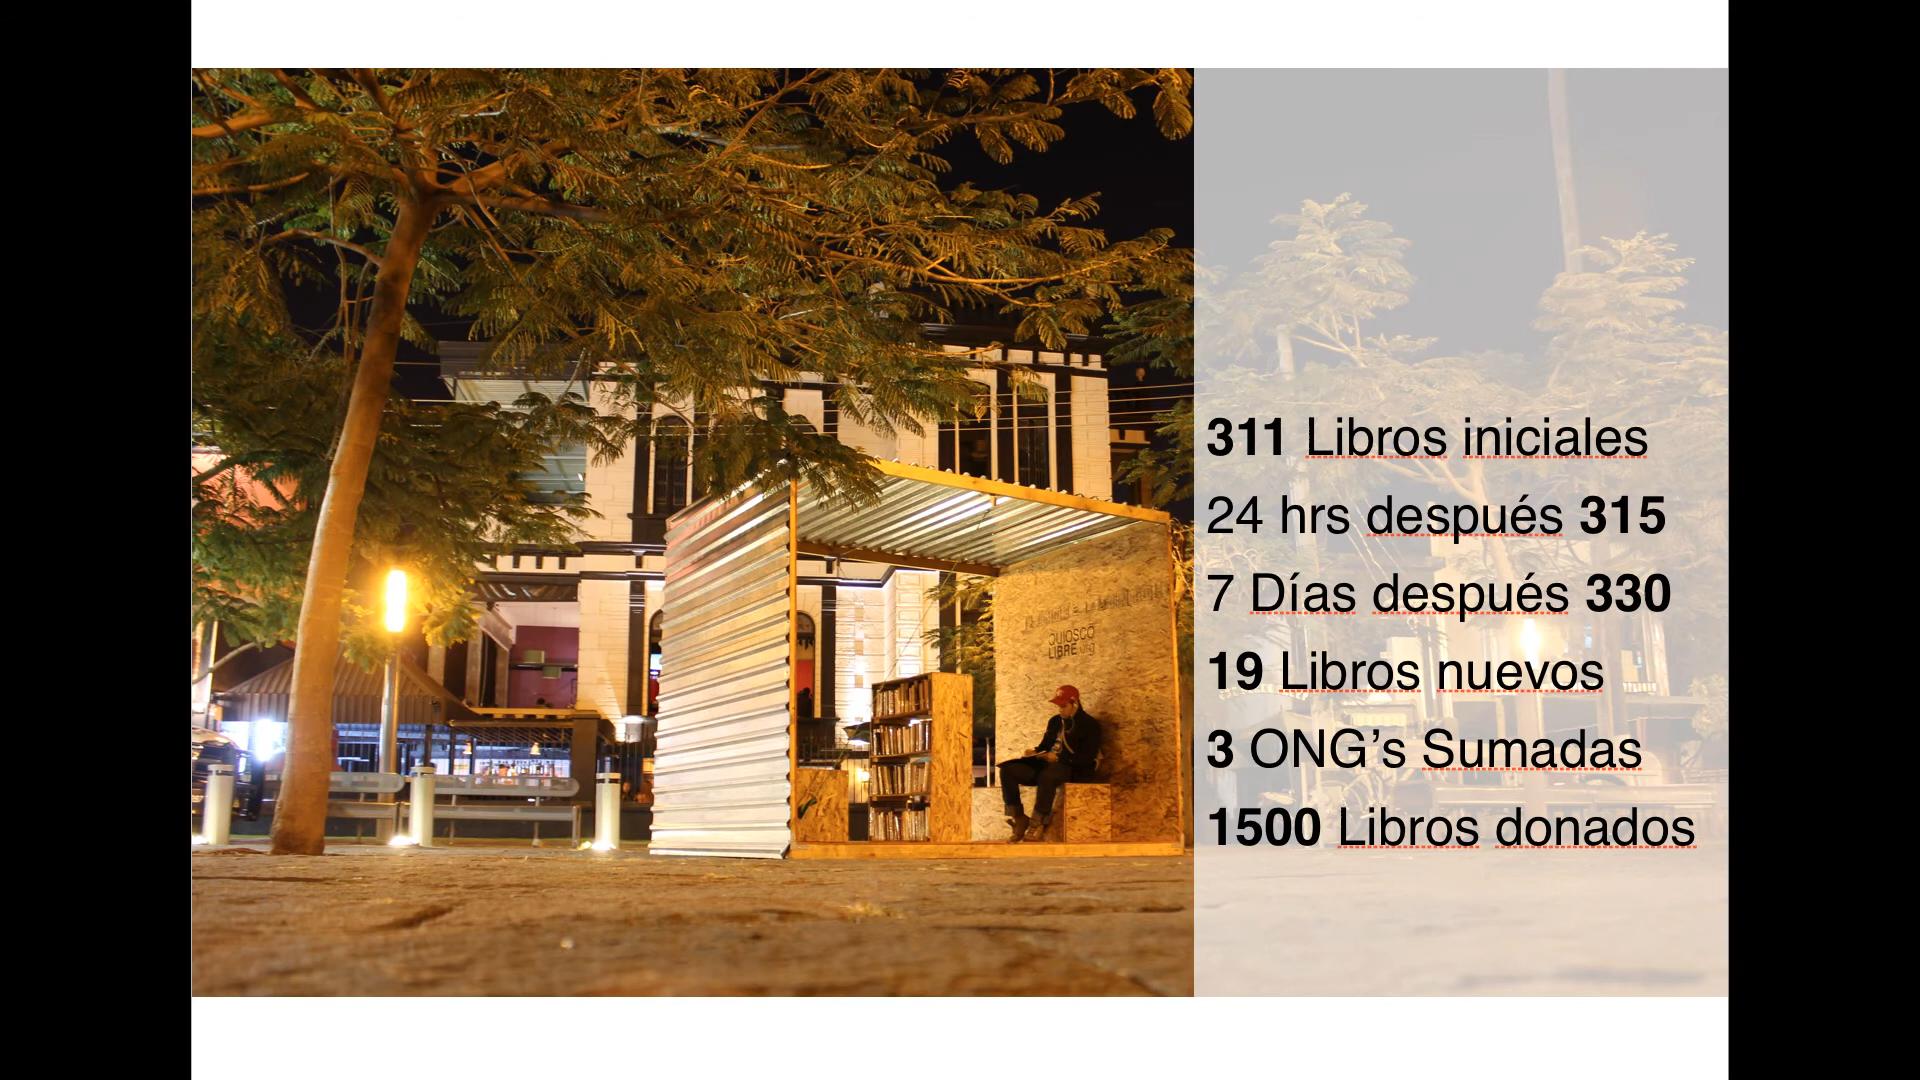 311 Libros iniciales
24 hrs después 315
7 Días después 330
19 Libros nuevos
3 ONG’s Sumadas
1500 Libros donados
QUIOSCO
LIBRE.org